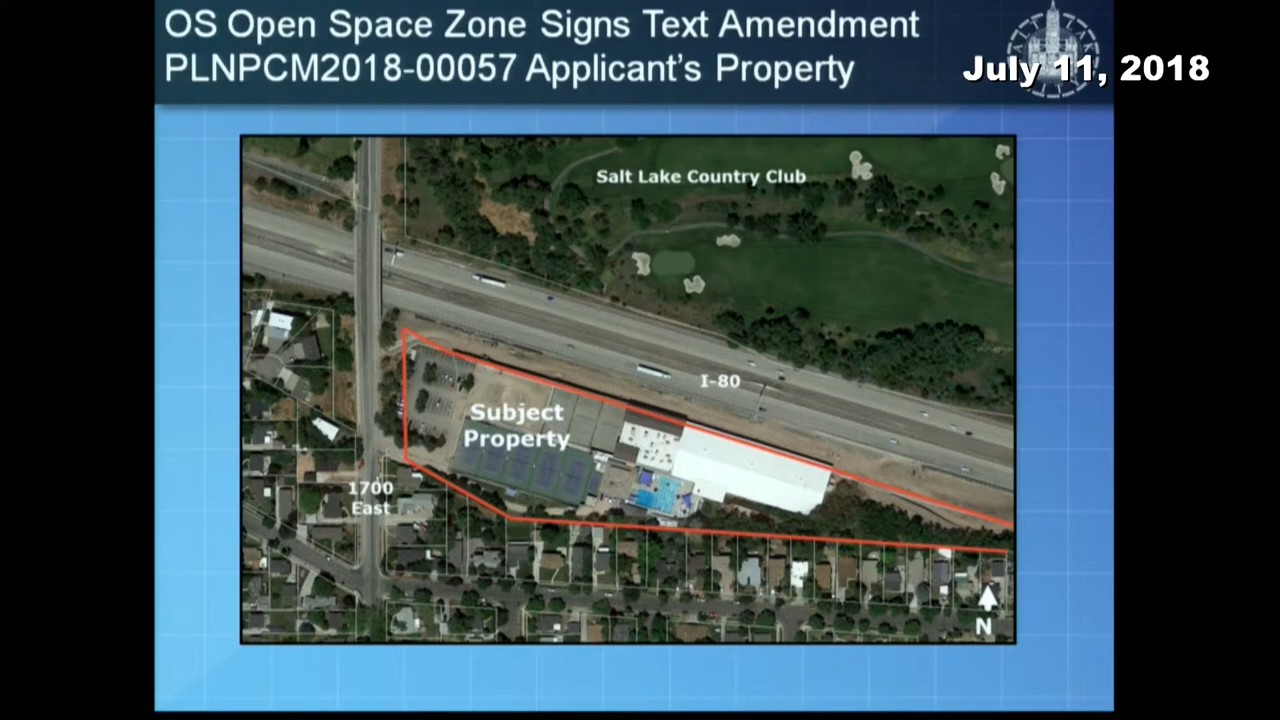 OS Open Space Zone Signs Text Amendment
PLNPCM2018-00057 Applicant's Property
July 11, 2018
Salt Lake Country Club
I-80
Subject
Property
1700
East
N